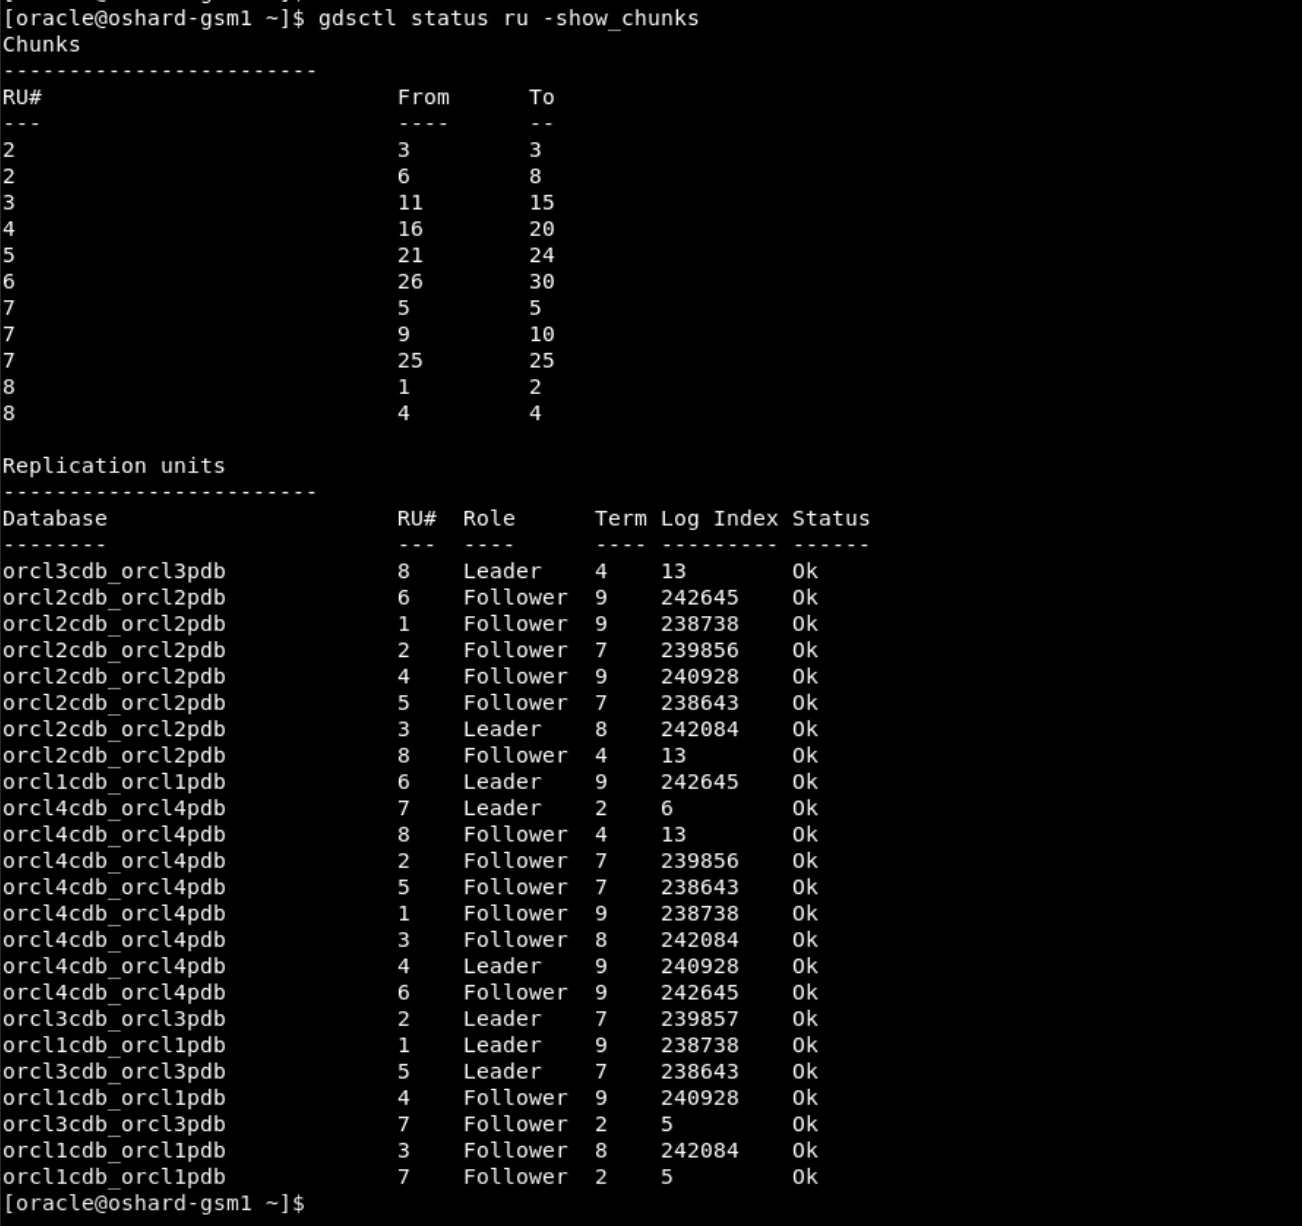 [oracle@oshard-gsm1 ~]$ gdsctl status ru -show_chunks
Chunks
------------------------
RU#                           From      To
---                           ----      --
2                             3         3
2                             6         8
3                             11        15
4                             16        20
5                             21        24
6                             26        30
7                             5         5
7                             9         10
7                             25        25
8                             1         2
8                             4         4

Replication units
------------------------
Database                      RU#  Role      Term Log Index Status
--------                      ---  ----      ---- --------- ------
orcl3cdb_orcl3pdb             8    Leader    4    13        Ok
orcl2cdb_orcl2pdb             6    Follower  9    242645    Ok
orcl2cdb_orcl2pdb             1    Follower  9    238738    Ok
orcl2cdb_orcl2pdb             2    Follower  7    239856    Ok
orcl2cdb_orcl2pdb             4    Follower  9    240928    Ok
orcl2cdb_orcl2pdb             5    Follower  7    238643    Ok
orcl2cdb_orcl2pdb             3    Leader    8    242084    Ok
orcl2cdb_orcl2pdb             8    Follower  4    13        Ok
orcl1cdb_orcl1pdb             6    Leader    9    242645    Ok
orcl4cdb_orcl4pdb             7    Leader    2    6         Ok
orcl4cdb_orcl4pdb             8    Follower  4    13        Ok
orcl4cdb_orcl4pdb             2    Follower  7    239856    Ok
orcl4cdb_orcl4pdb             5    Follower  7    238643    Ok
orcl4cdb_orcl4pdb             1    Follower  9    238738    Ok
orcl4cdb_orcl4pdb             3    Follower  8    242084    Ok
orcl4cdb_orcl4pdb             4    Leader    9    240928    Ok
orcl4cdb_orcl4pdb             6    Follower  9    242645    Ok
orcl3cdb_orcl3pdb             2    Leader    7    239857    Ok
orcl1cdb_orcl1pdb             1    Leader    9    238738    Ok
orcl3cdb_orcl3pdb             5    Leader    7    238643    Ok
orcl1cdb_orcl1pdb             4    Follower  9    240928    Ok
orcl3cdb_orcl3pdb             7    Follower  2    5         Ok
orcl1cdb_orcl1pdb             3    Follower  8    242084    Ok
orcl1cdb_orcl1pdb             7    Follower  2    5         Ok
[oracle@oshard-gsm1 ~]$